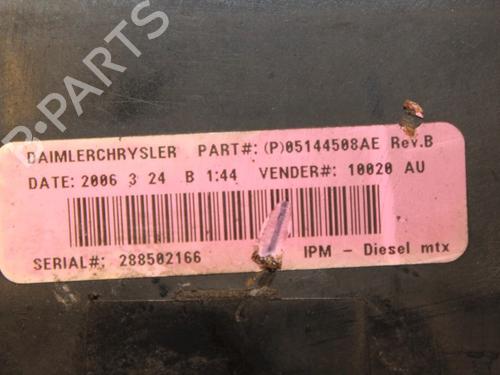 B-PARTS
DAIMLERCHRYSLER PART#: (P)05144508AE Rev.B
DATE: 2006 3 24 B 1:44 VENDER#: 10020 AU
SERIAL#: 288502166 IPM - Diesel mtx